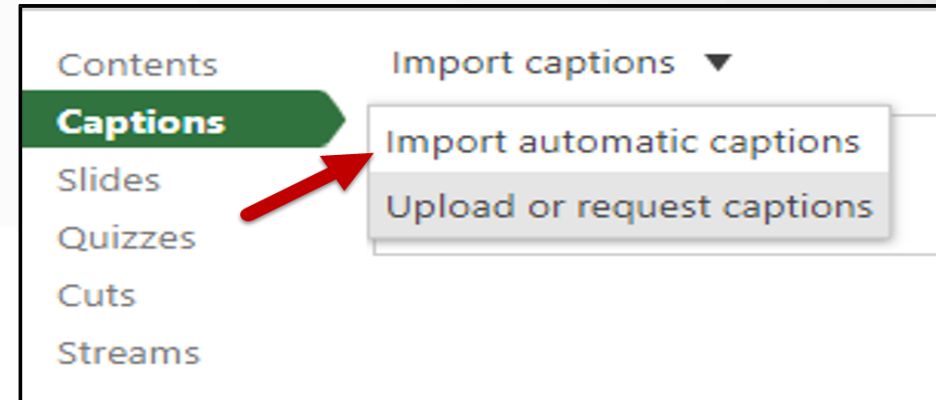 Contents
Captions
Slides
Quizzes
Cuts
Streams
Import captions
Import automatic captions
Upload or request captions